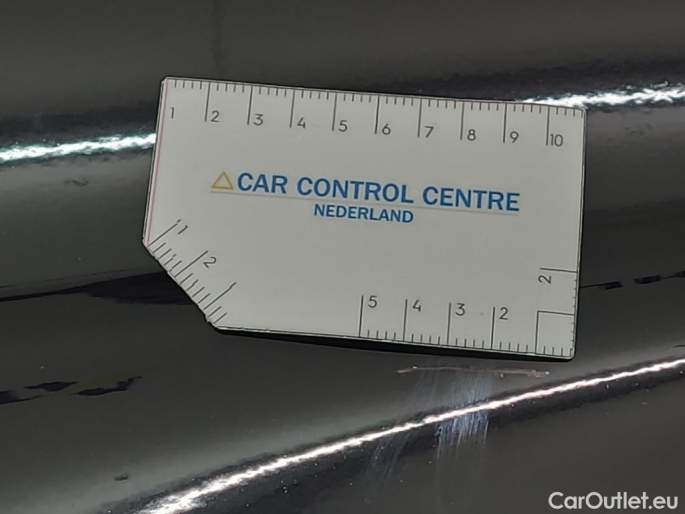 1 2 3 4 5 6 7 8 9 10
CAR CONTROL CENTRE
NEDERLAND
1 2
2
5 4 3 2
CarOutlet.eu